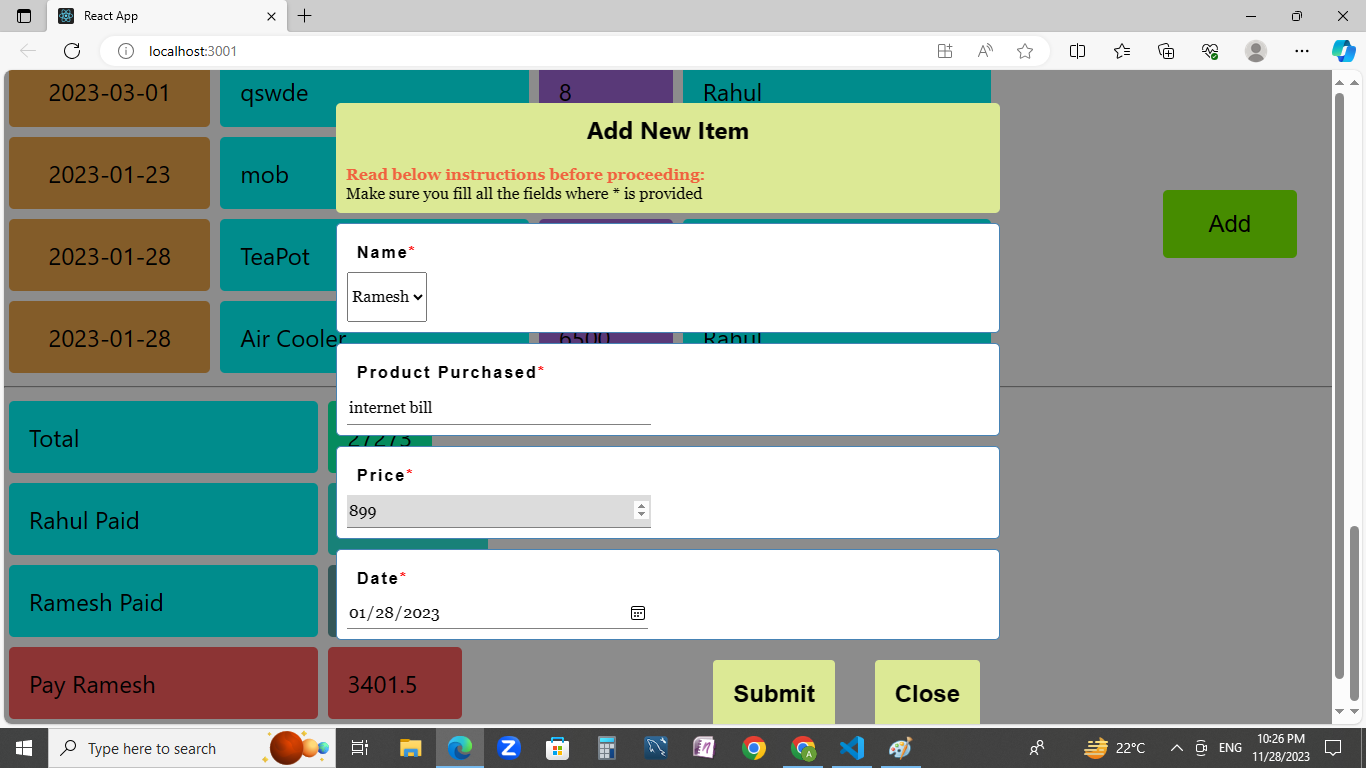 React App
localhost:3001
2023-03-01 qswde 8 Rahul
Add New Item
Read below instructions before proceeding:
Make sure you fill all the fields where * is provided
2023-01-23 mob
Add
2023-01-28 TeaPot
Name*
Ramesh
2023-01-28 Air Cooler 6500 Rahul
Product Purchased*
internet bill
Total 27273
Price*
899
Rahul Paid
Date*
01/28/2023
Ramesh Paid
Pay Ramesh 3401.5
Submit Close
Type here to search
22°C
ENG
10:26 PM
11/28/2023